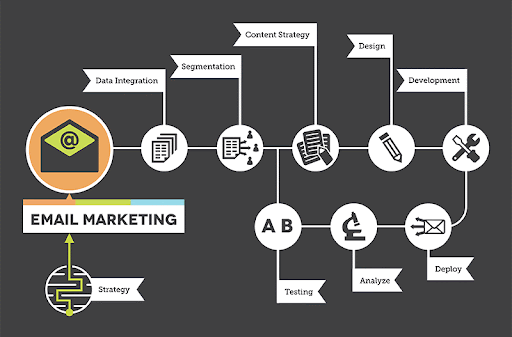 Content Strategy
Design
Segmentation
Data Integration
Development
@
EMAIL MARKETING
A B
Strategy
Testing
Analyze
Deploy